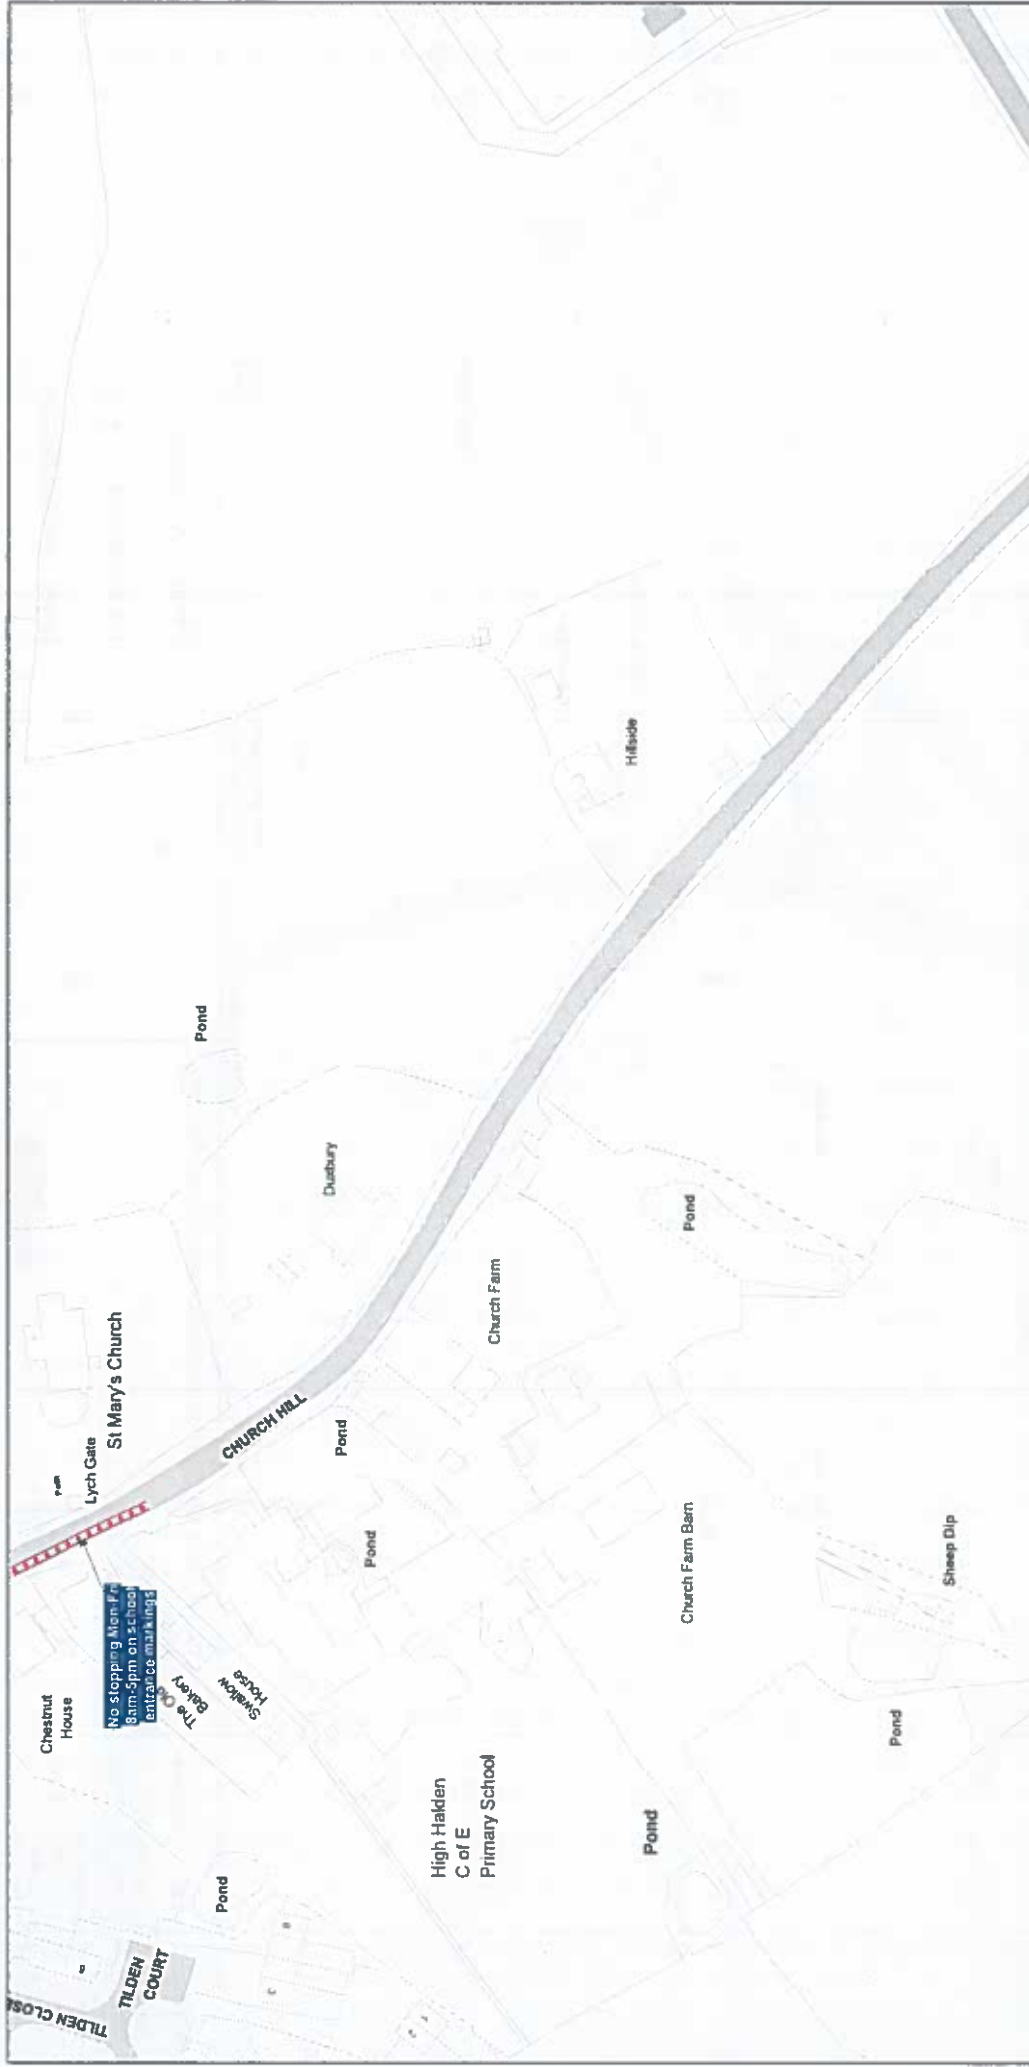 Chestnut
House
No stopping Mon-Fri
8am-5pm on school
entrance markings
Path
Lych Gate
St Mary's Church
The Old
Bakery
Swallow
House
TILDEN CLOSE
TILDEN
COURT
Pond
Pond
Duxbury
CHURCH HILL
Pond
Pond
High Halden
C of E
Primary School
Church Farm
Hillside
Pond
Church Farm Barn
Pond
Pond
Sheep Dip